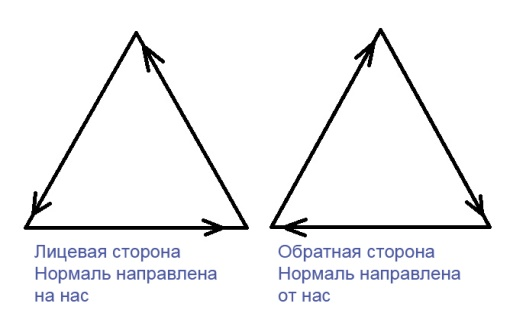 Лицевая сторона
Нормаль направлена
на нас
Обратная сторона
Нормаль направлена
от нас